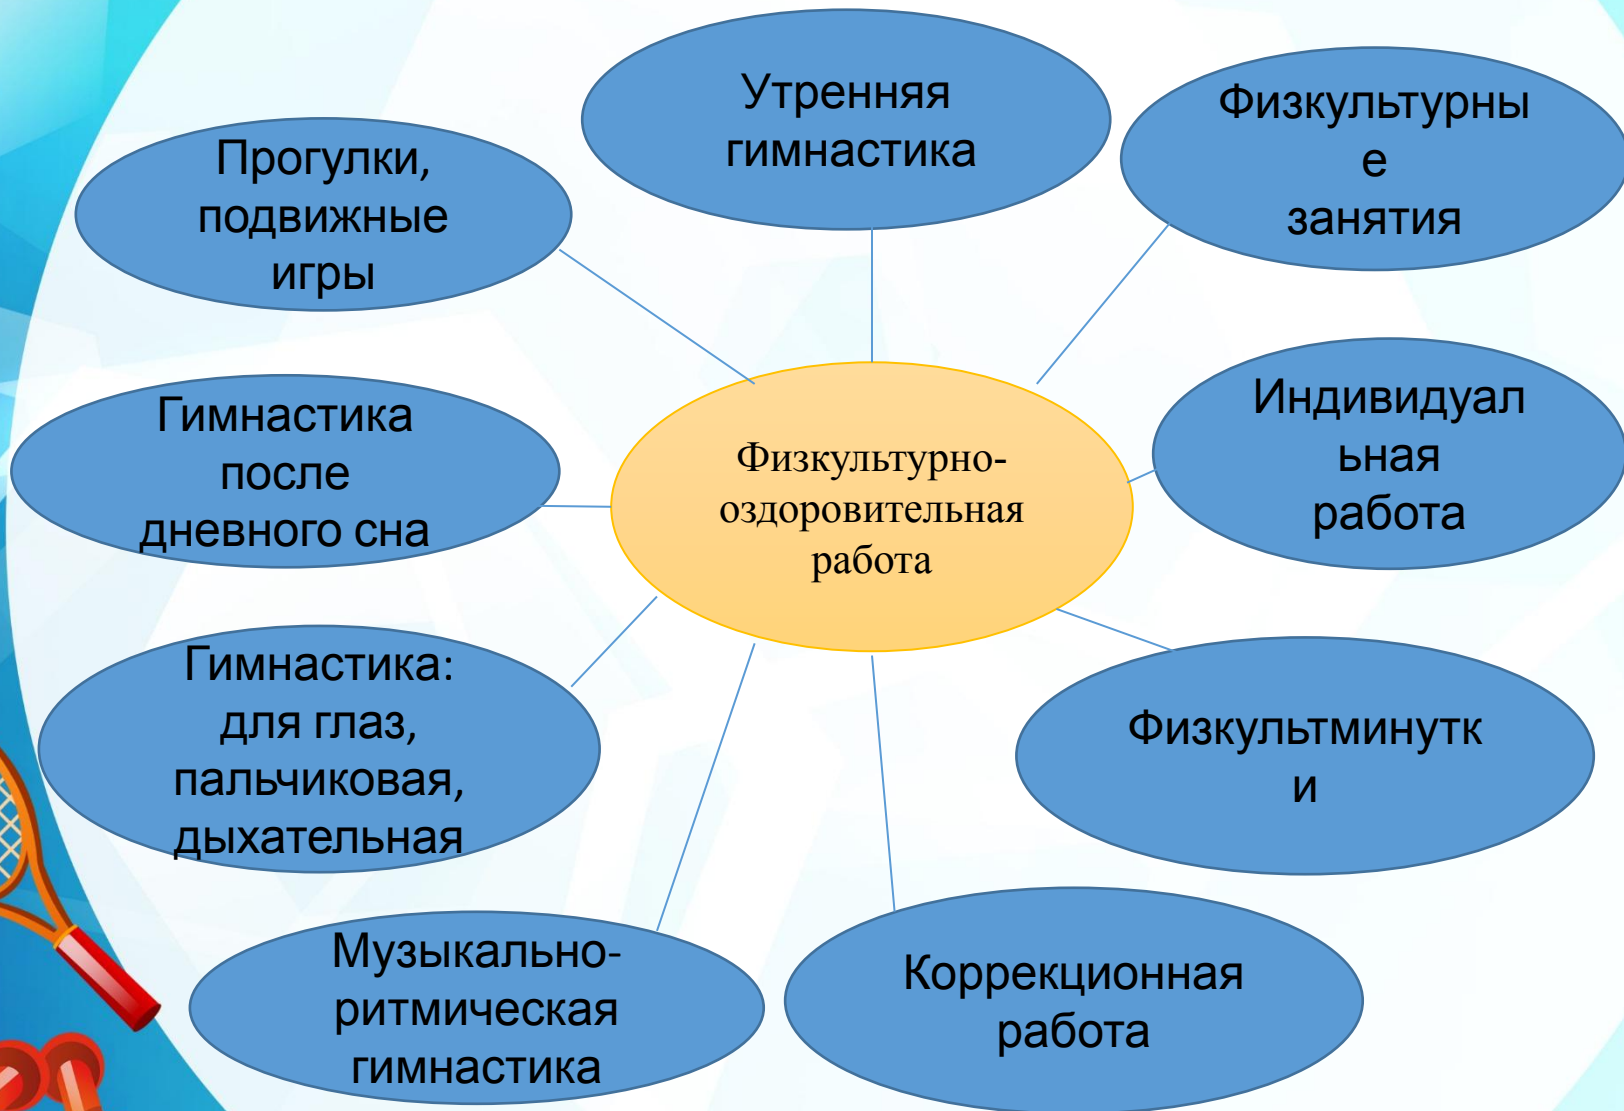 Утренняя
гимнастика
Физкультурны
е
занятия
Прогулки,
подвижные
игры
Индивидуал
ьная
работа
Гимнастика
после
дневного сна
Физкультурно-
оздоровительная
работа
Гимнастика:
для глаз,
пальчиковая,
дыхательная
Физкультминутк
и
Музыкально-
ритмическая
гимнастика
Коррекционная
работа